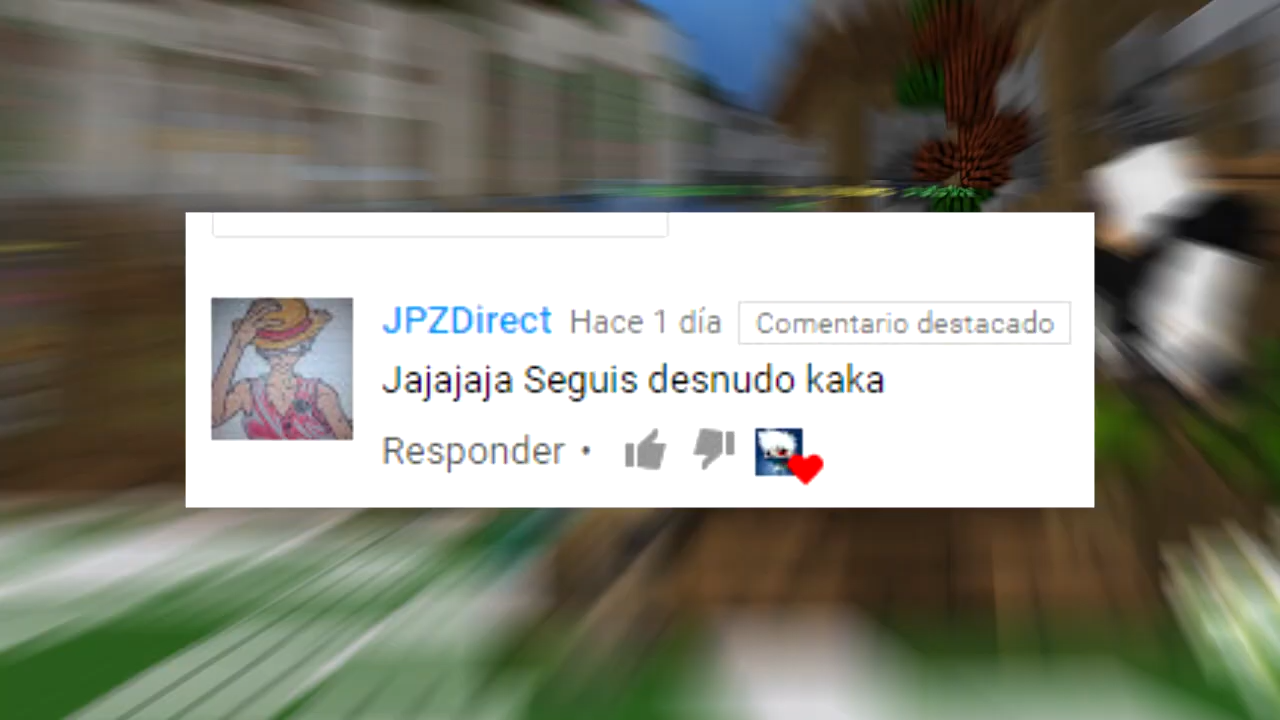 JPZDirect Hace 1 día Comentario destacado
Jajajaja Seguis desnudo kaka
Responder •